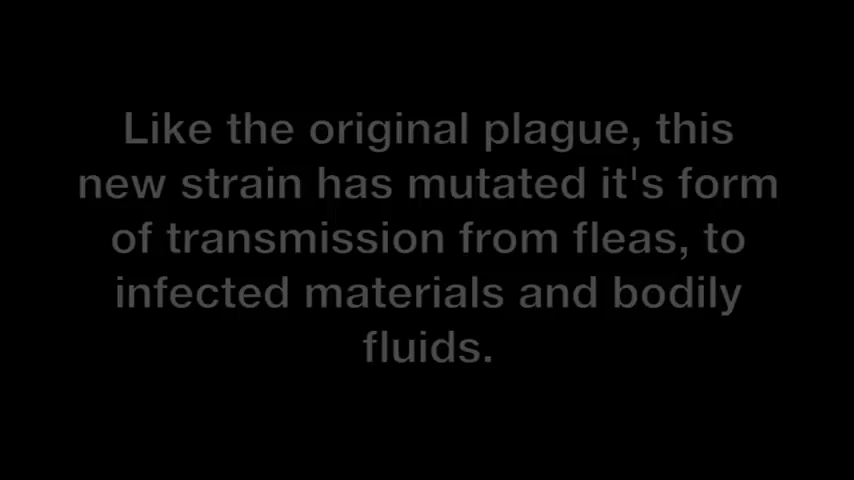 Like the original plague, this
new strain has mutated it's form
of transmission from fleas, to
infected materials and bodily
fluids.